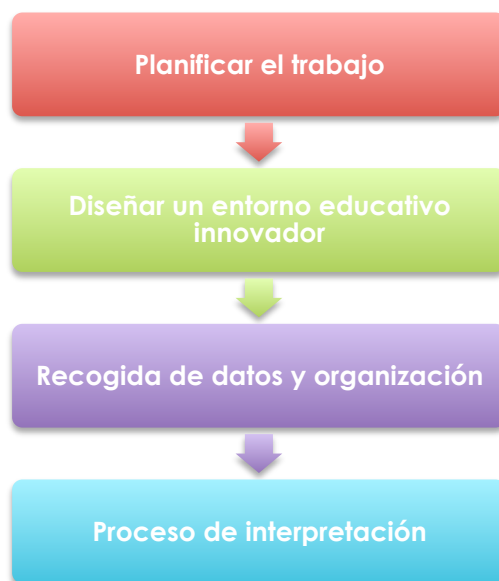 Planificar el trabajo
Diseñar un entorno educativo
innovador
Recogida de datos y organización
Proceso de interpretación